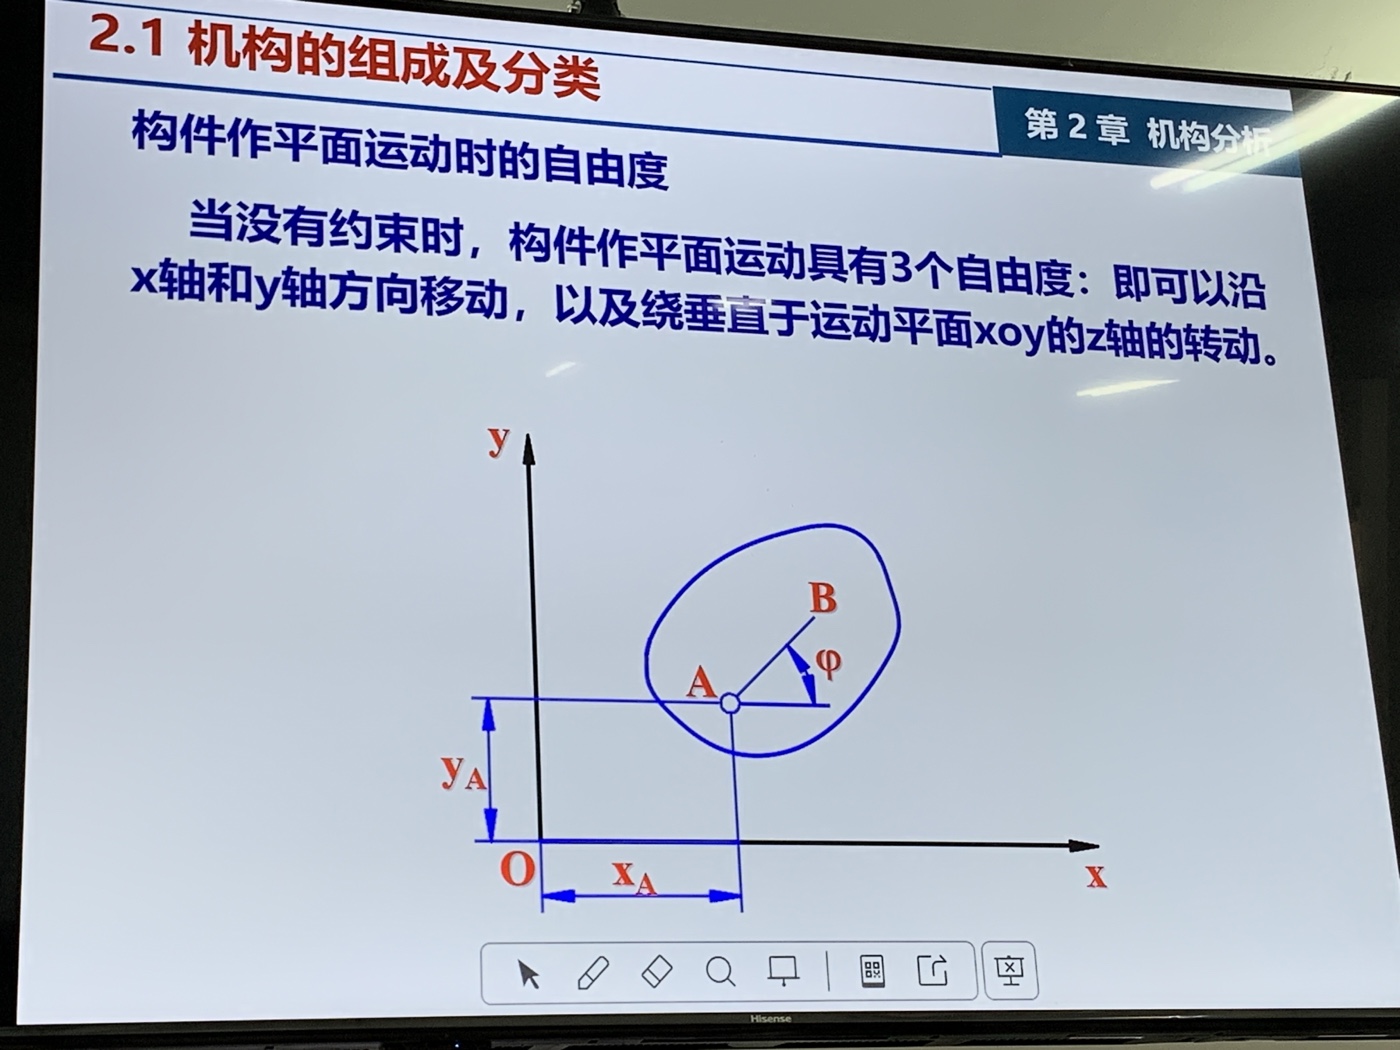 2.1 机构的组成及分类
第 2 章 机构分析
构件作平面运动时的自由度
当没有约束时，构件作平面运动具有3个自由度：即可以沿
x轴和y轴方向移动，以及绕垂直于运动平面xoy的z轴的转动。
y
B
φ
A
yA
O
xA
x
Hisense